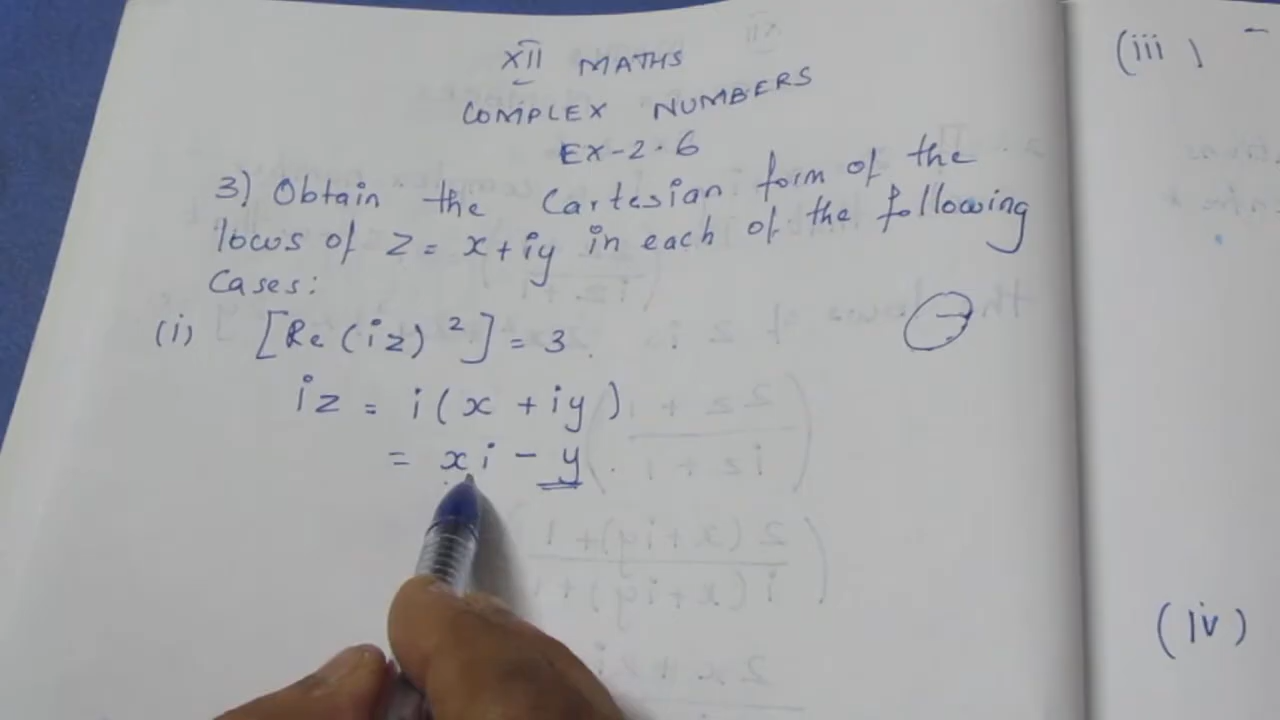 XII MATHS
COMPLEX NUMBERS
EX-2.6
3) Obtain the Cartesian form of the
locus of z = x+iy in each of the following
Cases:
(i) [Re (iz)²] = 3.
iz = i(x + iy)
= xi - y
(iii)
(iv)